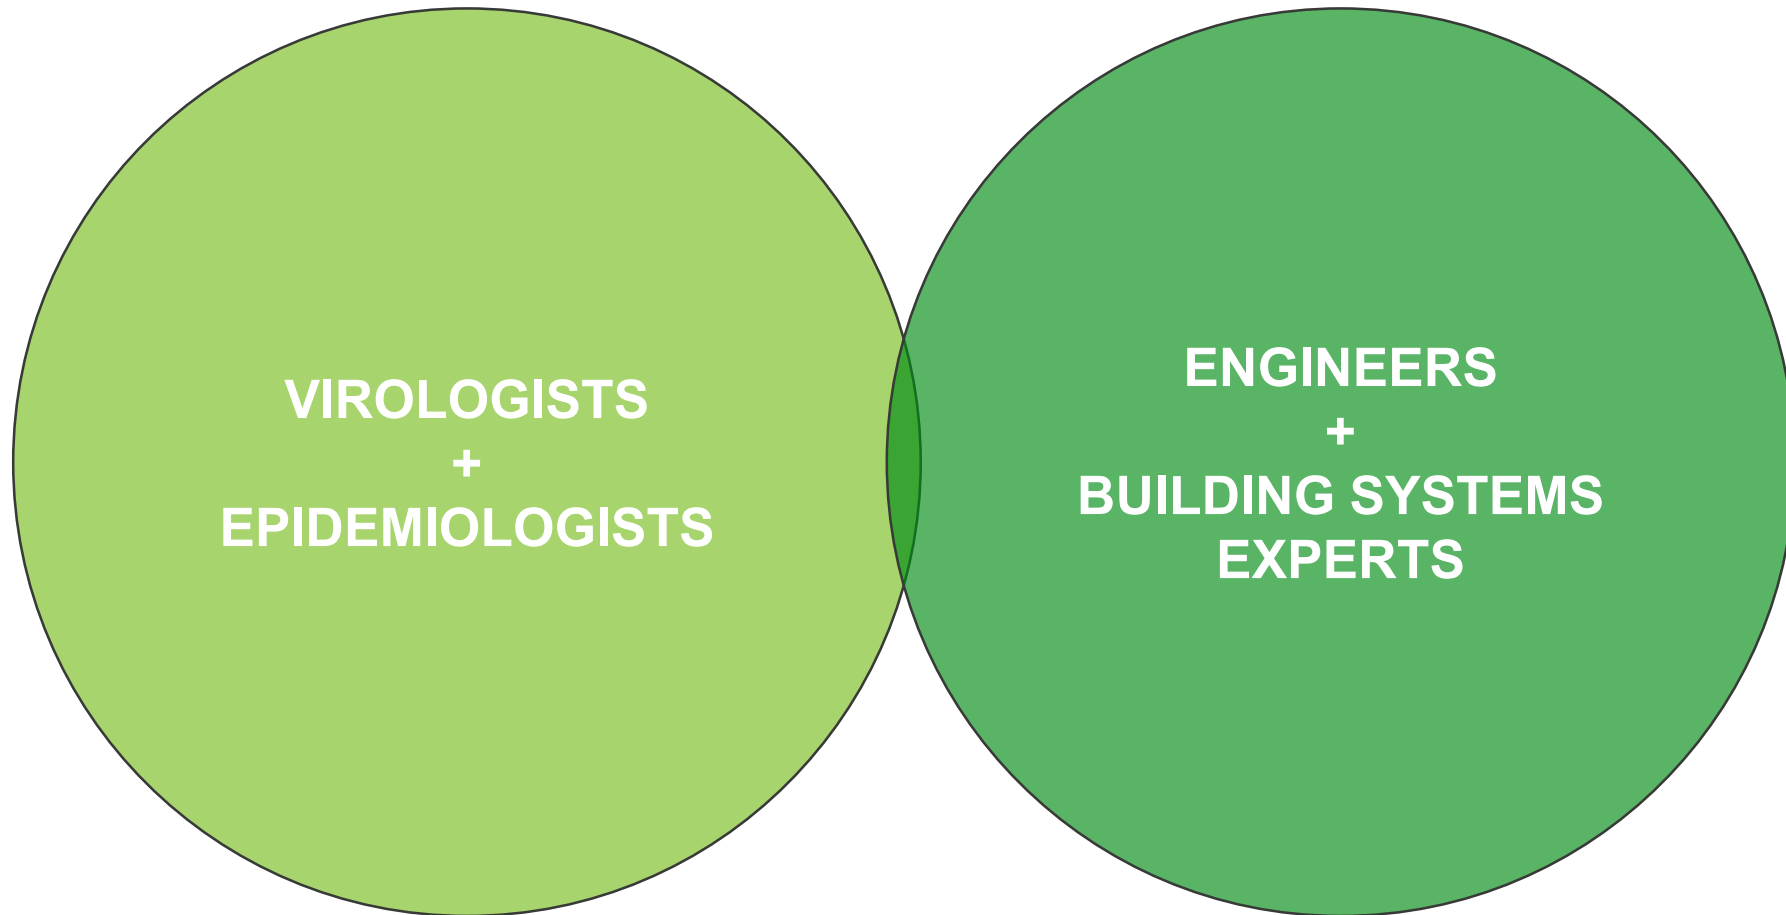 VIROLOGISTS
+
EPIDEMIOLOGISTS
ENGINEERS
+
BUILDING SYSTEMS
EXPERTS